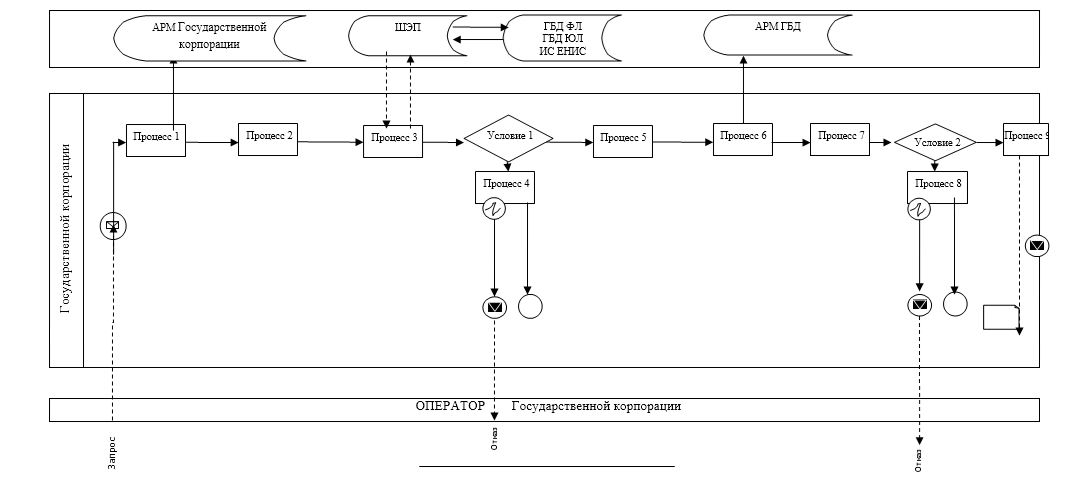 АРМ Государственной
корпорации
ШЭП
ГБД ФЛ
ГБД ЮЛ
ИС ЕНИС
АРМ ГБД
Государственной корпорации
Процесс 1
Процесс 2
Процесс 3
Условие 1
Процесс 5
Процесс 6
Процесс 7
Условие 2
Процесс 9
Процесс 4
Процесс 8
ОПЕРАТОР Государственной корпорации
Запрос
Отказ
Отказ